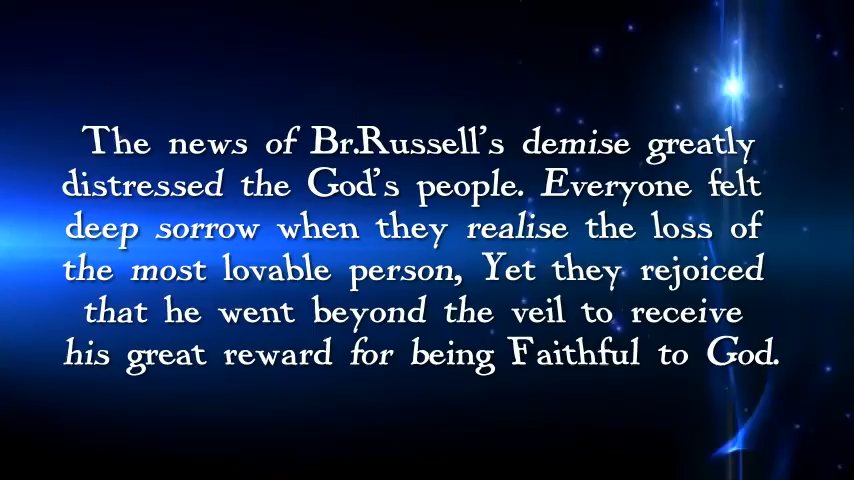 The news of Br.Russell's demise greatly
distressed the God's people. Everyone felt
deep sorrow when they realise the loss of
the most lovable person, Yet they rejoiced
that he went beyond the veil to receive
his great reward for being Faithful to God.